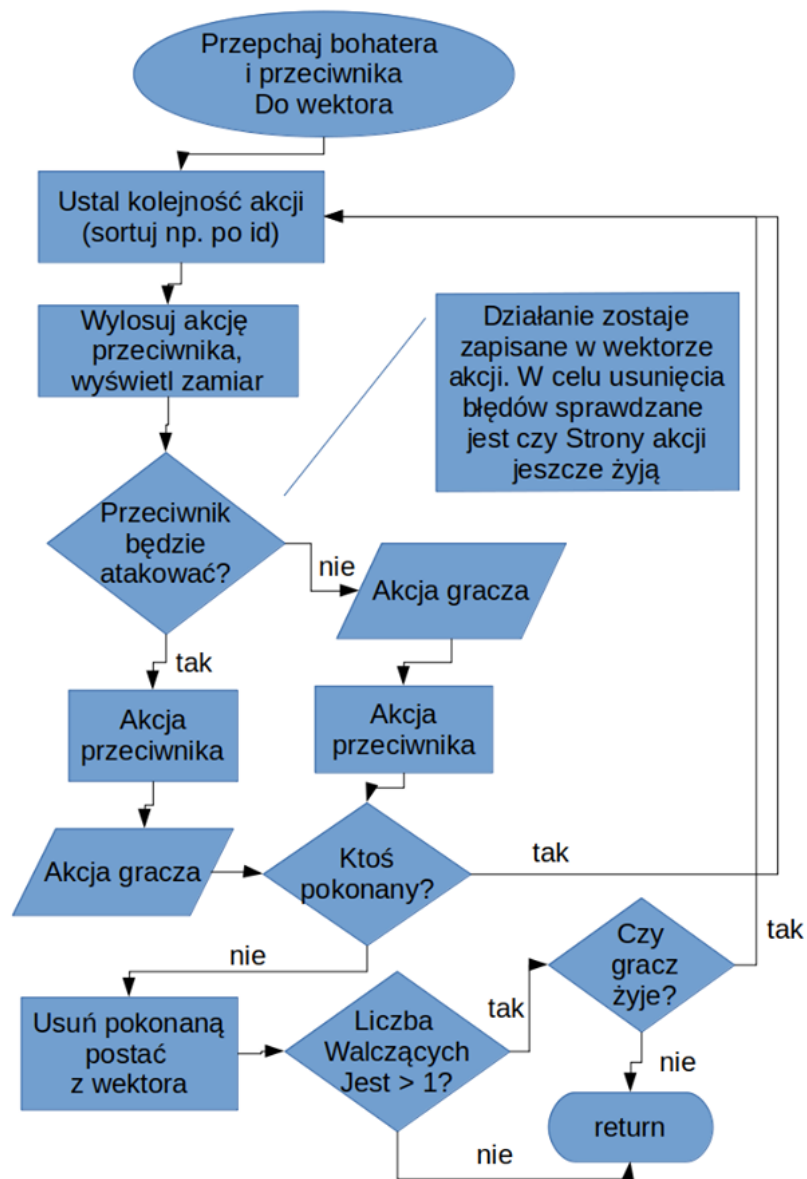 Przepchaj bohatera
i przeciwnika
Do wektora
Ustal kolejność akcji
(sortuj np. po id)
Wylosuj akcję
przeciwnika,
wyświetl zamiar
Działanie zostaje
zapisane w wektorze
akcji. W celu usunięcia
błędów sprawdzane
jest czy Strony akcji
jeszcze żyją
Przeciwnik
będzie
atakować?
nie
Akcja gracza
tak
Akcja
przeciwnika
Akcja
przeciwnika
Akcja gracza
Ktoś
pokonany?
tak
nie
Czy
gracz
żyje?
tak
Usuń pokonaną
postać
z wektora
Liczba
Walczących
Jest > 1?
tak
nie
return
nie